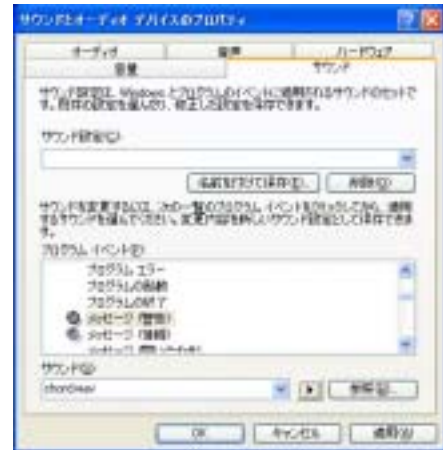 サウンドとオーディオ デバイスのプロパティ
オーディオ 音声 ハードウェア
音量 サウンド
サウンド設定は、Windows とプログラムのイベントに適用されるサウンドのセットで
す。既存の設定を選んだり、修正した設定を保存できます。
サウンド設定(C)
名前を付けて保存(E)... 削除(D)
サウンドを変更するには、次の一覧のプログラム イベントをクリックしてから、適用
するサウンドを選んでください。変更内容を新しいサウンド設定として保存できま
す。
プログラム イベント(P)
プログラム エラー
プログラムの起動
プログラムの終了
メッセージ (警告)
メッセージ (情報)
サウンド(S)
chord.wav 参照(B)...
OK キャンセル 適用(A)